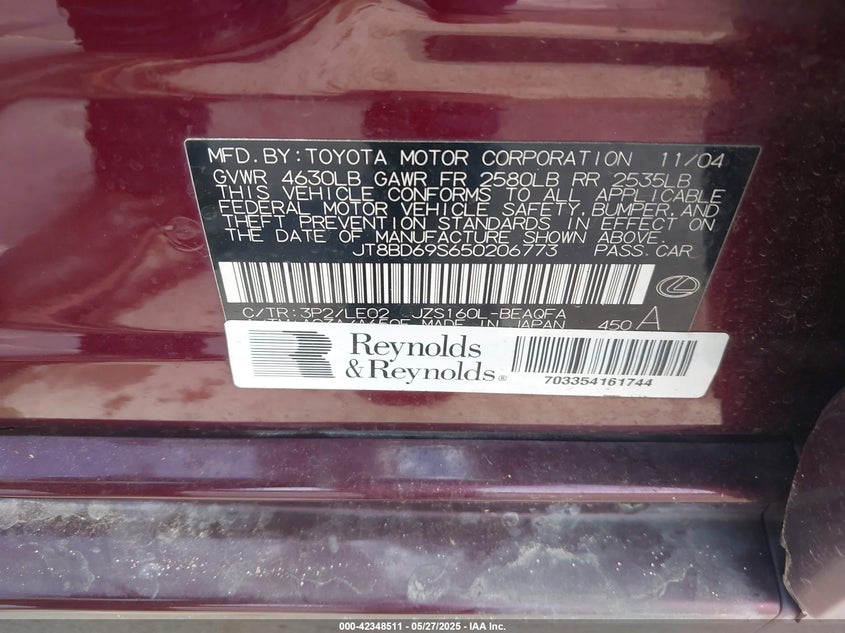 MFD. BY: TOYOTA MOTOR CORPORATION 11/04
GVWR 4630LB GAWR FR 2580LB RR 2535LB
THIS VEHICLE CONFORMS TO ALL APPLICABLE
FEDERAL MOTOR VEHICLE SAFETY, BUMPER, AND
THEFT PREVENTION STANDARDS IN EFFECT ON
THE DATE OF MANUFACTURE SHOWN ABOVE.
JT8BD69S650206773 PASS. CAR
C/TR: 3P2/LE02 JZS160L-BEAQFA
MADE IN JAPAN 450 A
Reynolds
& Reynolds®
703354161744
000-42348511 — 05/27/2025 — IAA Inc.